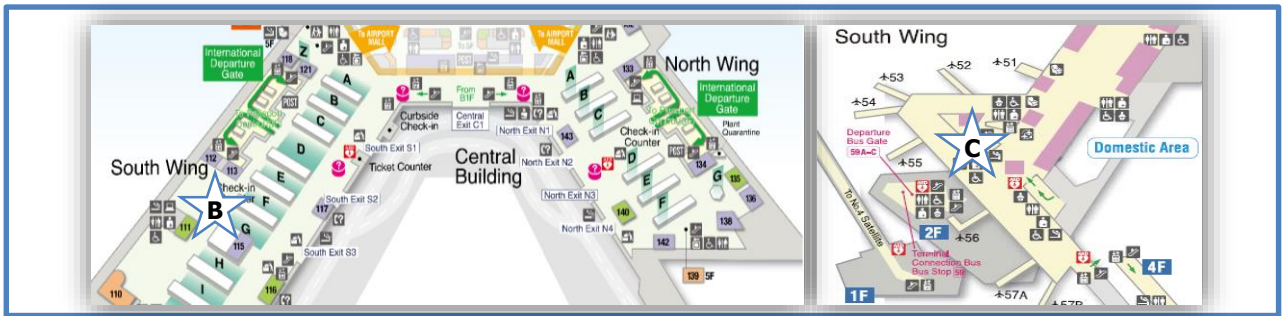 To AIRPORT MALL
To 5F
To AIRPORT MALL
5F
Z
118
121
International Departure Gate
POST
A
B
C
D
E
F
G
H
I
112
113
South Wing
Check-in
B
111
115
110
116
117
From B1F
Curbside Check-in
Central Exit C1
South Exit S1
Ticket Counter
South Exit S2
South Exit S3
Central Building
North Exit N1
North Exit N2
North Exit N3
North Exit N4
143
A
B
C
Check-in Counter
D
E
F
G
132
133
North Wing
International Departure Gate
Plant Quarantine
POST
134
135
136
138
140
142
139 5F
South Wing
53
52
51
54
55
56
57A
57B
C
Departure Bus Gate
59A-C
Domestic Area
To No.4 Satellite
2F
Terminal Connection Bus Bus Stop 59
1F
4F